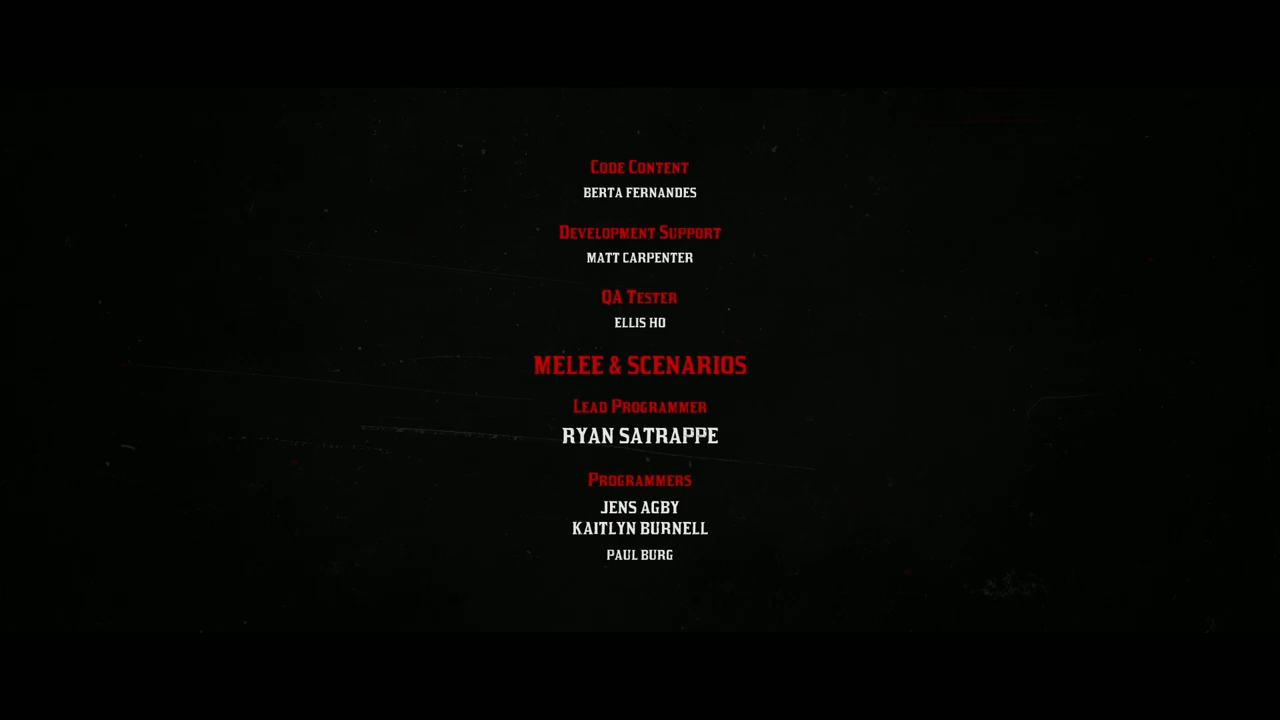 Code Content
BERTA FERNANDES
Development Support
MATT CARPENTER
QA Tester
ELLIS HO
MELEE & SCENARIOS
Lead Programmer
RYAN SATRAPPE
Programmers
JENS AGBY
KAITLYN BURNELL
PAUL BURG